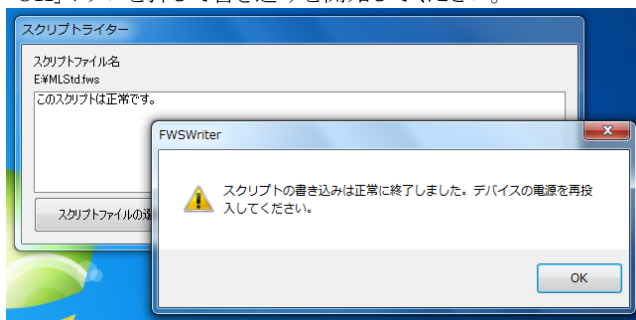 スクリプトライター
スクリプトファイル名
E:¥MLStd.fws
このスクリプトは正常です。
FWSWriter
スクリプトの書き込みは正常に終了しました。デバイスの電源を再投
入してください。
スクリプトファイルの
OK